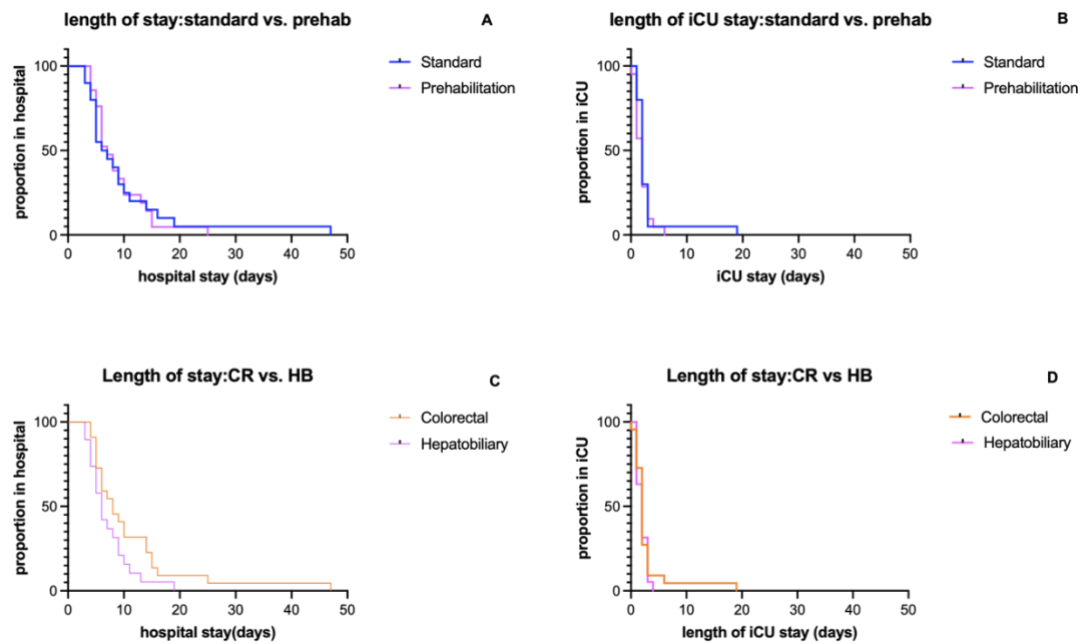 length of stay:standard vs. prehab
A
100
50
0
proportion in hospital
0 10 20 30 40 50
hospital stay (days)
Standard
Prehabilitation
length of iCU stay:standard vs. prehab
B
100
50
0
proportion in iCU
0 10 20 30 40 50
iCU stay (days)
Standard
Prehabilitation
Length of stay:CR vs. HB
C
100
50
0
proportion in hospital
0 10 20 30 40 50
hospital stay(days)
Colorectal
Hepatobiliary
Length of stay:CR vs HB
D
100
50
0
proportion in iCU
0 10 20 30 40 50
length of iCU stay (days)
Colorectal
Hepatobiliary